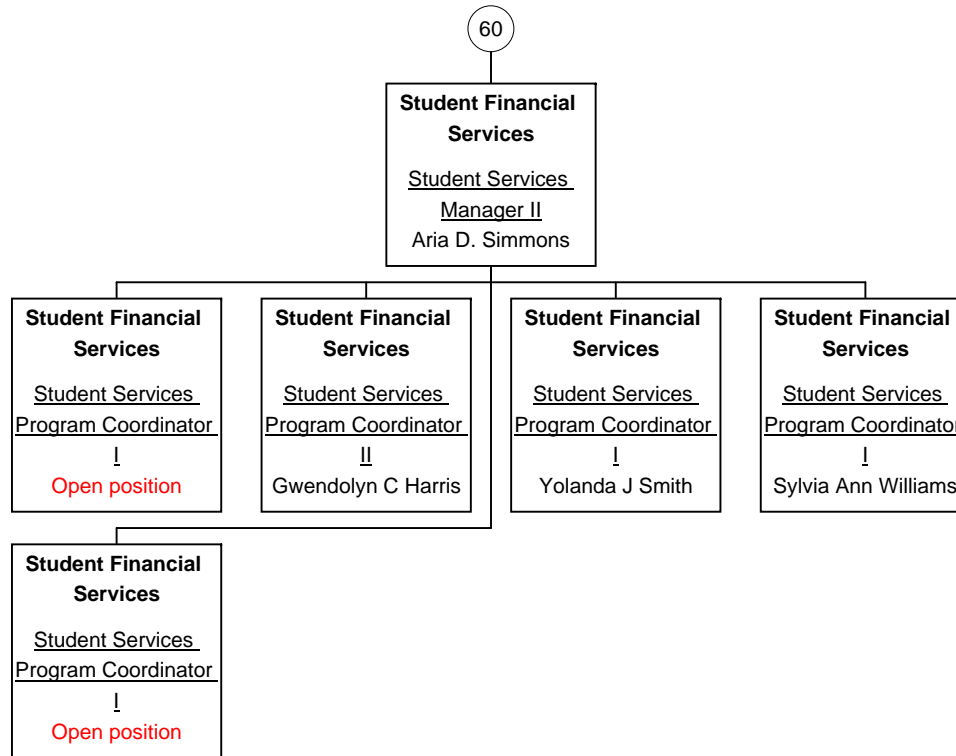 60
Student Financial
Services
Student Services
Manager II
Aria D. Simmons
Student Financial
Services
Student Services
Program Coordinator
I
Open position
Student Financial
Services
Student Services
Program Coordinator
II
Gwendolyn C Harris
Student Financial
Services
Student Services
Program Coordinator
I
Yolanda J Smith
Student Financial
Services
Student Services
Program Coordinator
I
Sylvia Ann Williams
Student Financial
Services
Student Services
Program Coordinator
I
Open position